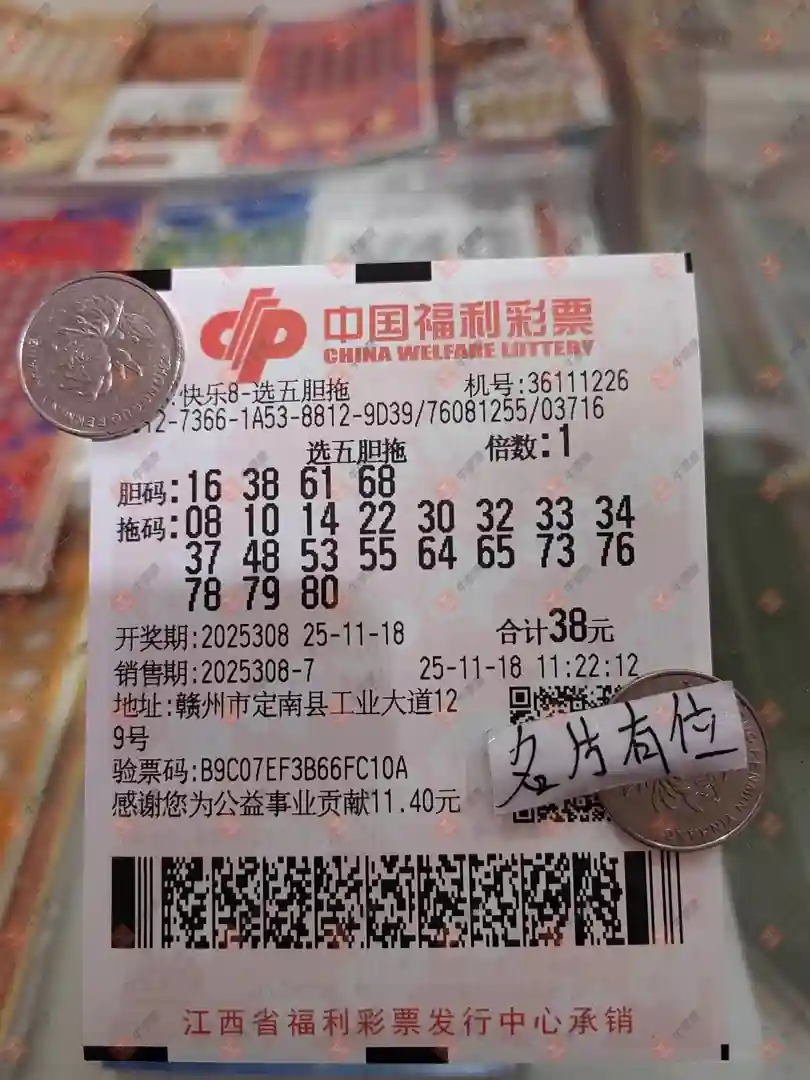 中国福利彩票
CHINA WELFARE LOTTERY
快乐8-选五胆拖 机号:36111226
12-7366-1A53-8812-9D39/76081255/03716
选五胆拖 倍数:1
胆码:16 38 61 68
拖码:08 10 14 22 30 32 33 34
37 48 53 55 64 65 73 76
78 79 80
开奖期:2025308 25-11-18 合计38元
销售期:2025308-7 25-11-18 11:22:12
地址:赣州市定南县工业大道12
9号
名片有位
验票码:B9C07EF3B66FC10A
感谢您为公益事业贡献11.40元
江西省福利彩票发行中心承销